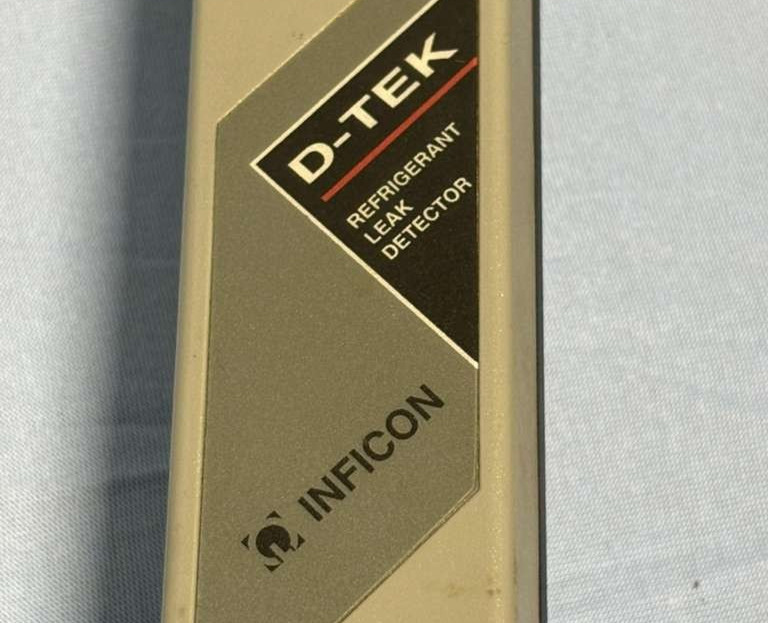 D-TEK
REFRIGERANT
LEAK
DETECTOR
INFICON